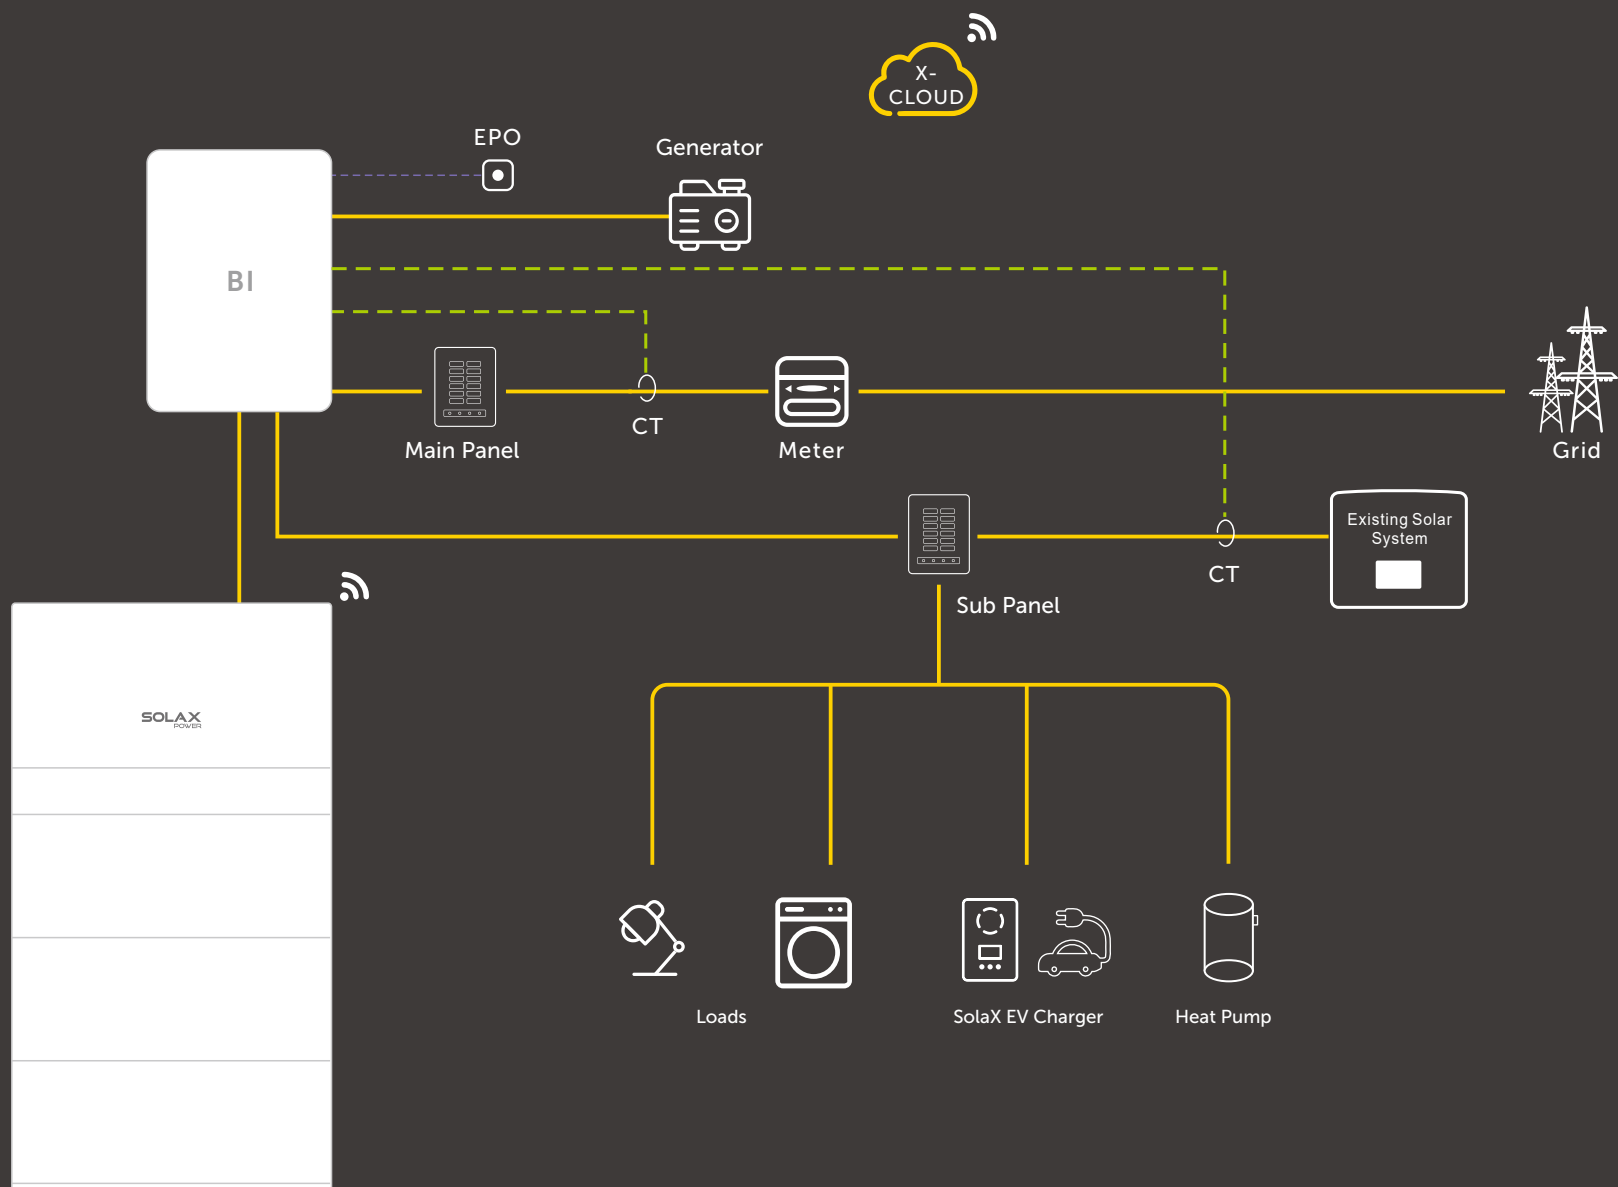 X-
CLOUD
EPO
Generator
BI
CT
Main Panel
Meter
Grid
Existing Solar
System
CT
Sub Panel
SOLAX
POWER
Loads
SolaX EV Charger
Heat Pump